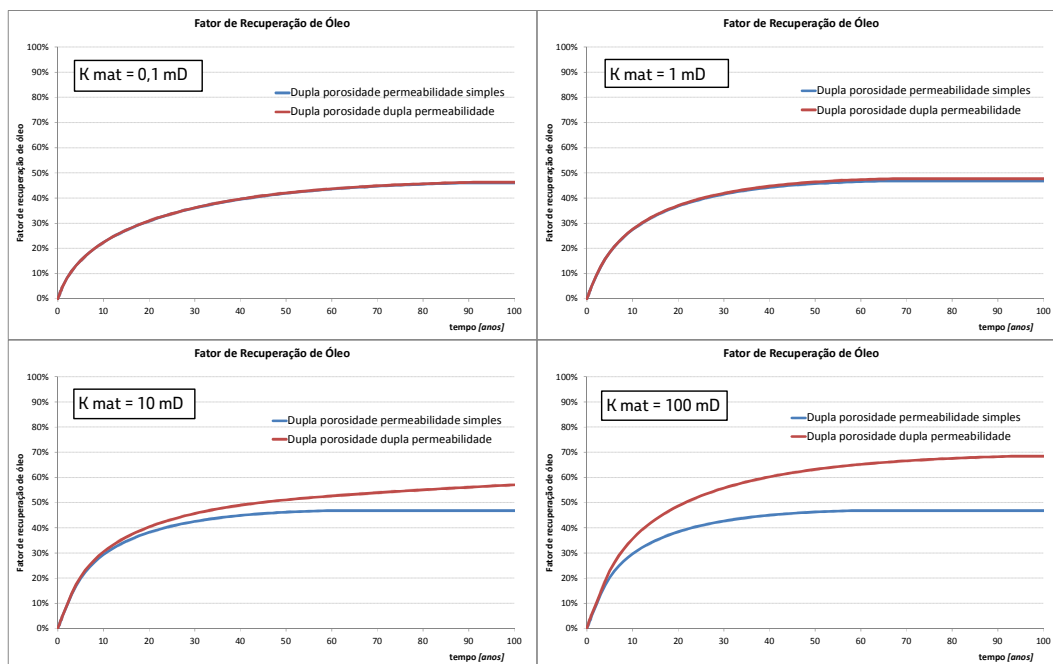 Fator de Recuperação de Óleo
K mat = 0,1 mD
Dupla porosidade permeabilidade simples
Dupla porosidade dupla permeabilidade
Fator de recuperação de óleo
100%
90%
80%
70%
60%
50%
40%
30%
20%
10%
0%
0 10 20 30 40 50 60 70 80 90 100
tempo [anos]
Fator de Recuperação de Óleo
K mat = 1 mD
Dupla porosidade permeabilidade simples
Dupla porosidade dupla permeabilidade
Fator de recuperação de óleo
100%
90%
80%
70%
60%
50%
40%
30%
20%
10%
0%
0 10 20 30 40 50 60 70 80 90 100
tempo [anos]
Fator de Recuperação de Óleo
K mat = 10 mD
Dupla porosidade permeabilidade simples
Dupla porosidade dupla permeabilidade
Fator de recuperação de óleo
100%
90%
80%
70%
60%
50%
40%
30%
20%
10%
0%
0 10 20 30 40 50 60 70 80 90 100
tempo [anos]
Fator de Recuperação de Óleo
K mat = 100 mD
Dupla porosidade permeabilidade simples
Dupla porosidade dupla permeabilidade
Fator de recuperação de óleo
100%
90%
80%
70%
60%
50%
40%
30%
20%
10%
0%
0 10 20 30 40 50 60 70 80 90 100
tempo [anos]